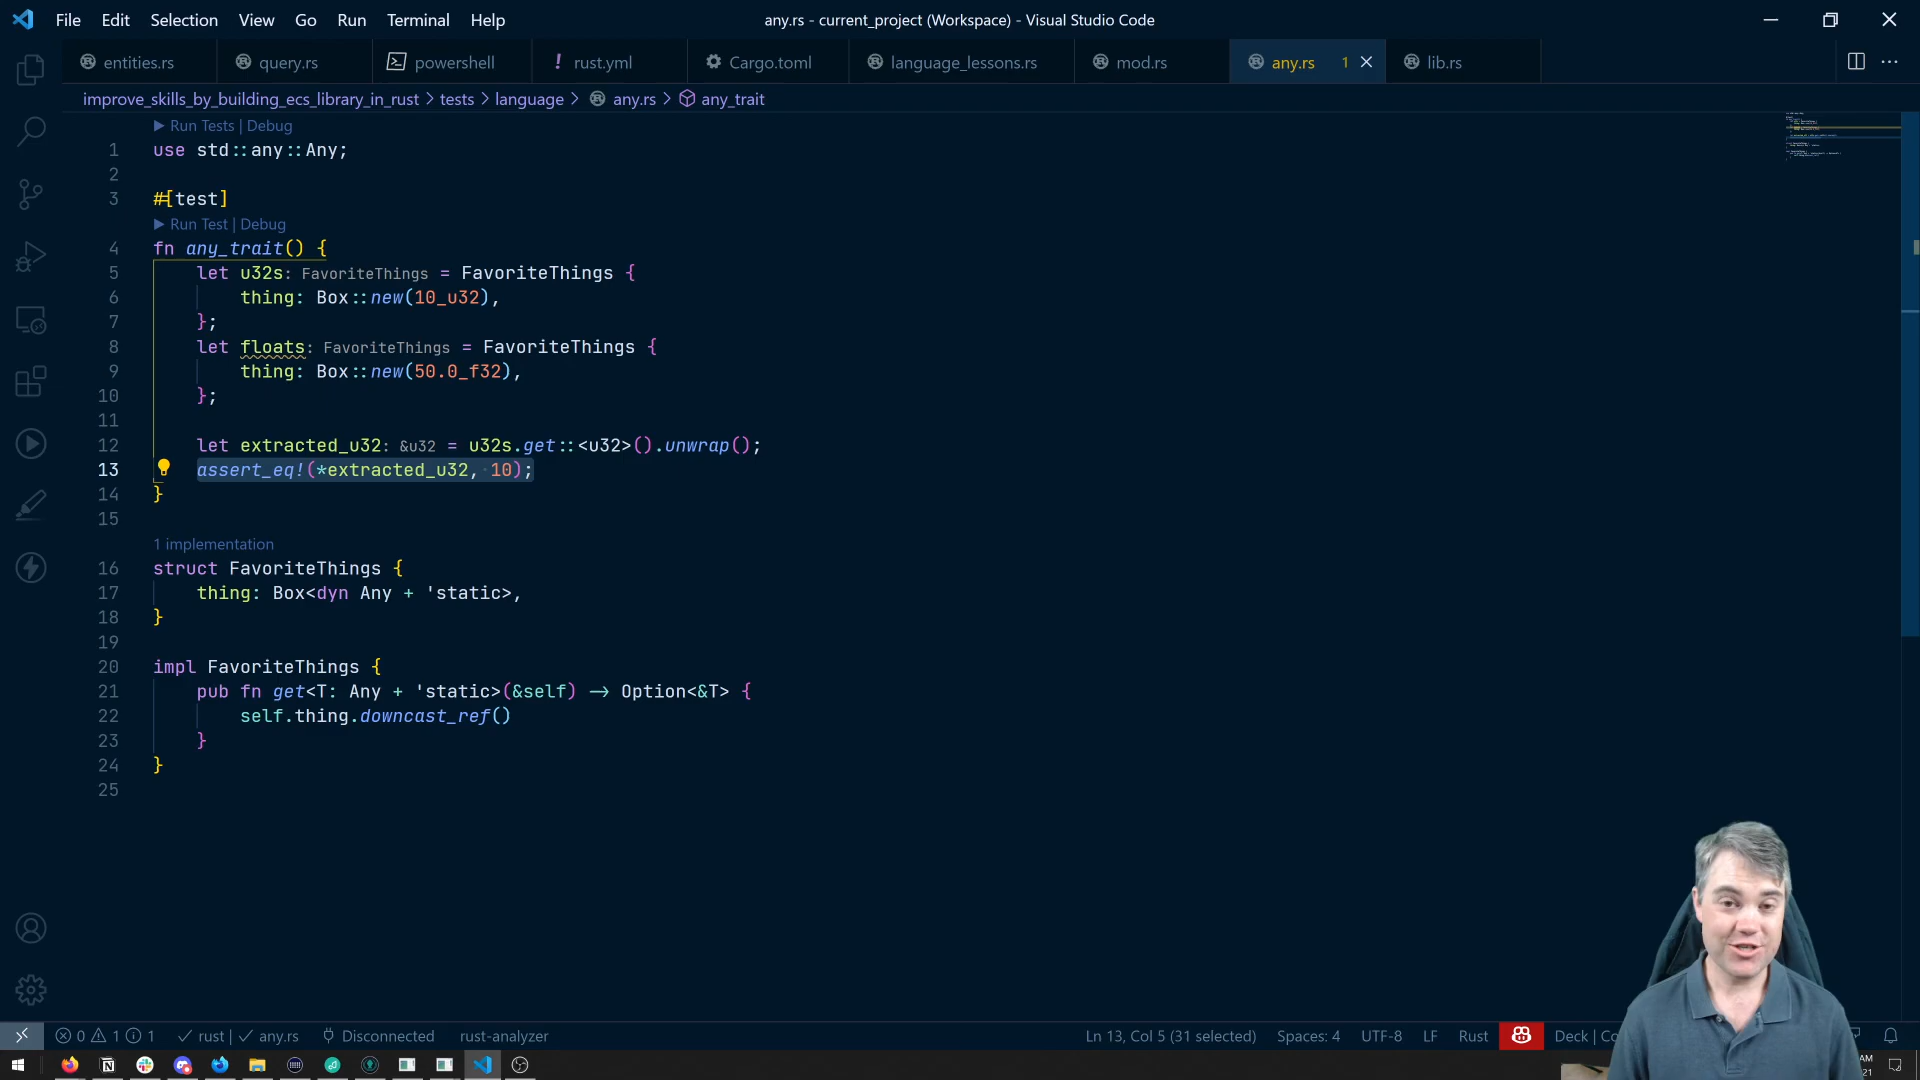 File Edit Selection View Go Run Terminal Help any.rs - current_project (Workspace) - Visual Studio Code
entities.rs query.rs powershell ! rust.yml Cargo.toml language_lessons.rs mod.rs any.rs 1 lib.rs
improve_skills_by_building_ecs_library_in_rust > tests > language > any.rs > any_trait
Run Tests | Debug
1 use std::any::Any;
2
3 #[test]
Run Test | Debug
4 fn any_trait() {
5 let u32s: FavoriteThings = FavoriteThings {
6 thing: Box::new(10_u32),
7 };
8 let floats: FavoriteThings = FavoriteThings {
9 thing: Box::new(50.0_f32),
10 };
11
12 let extracted_u32: &u32 = u32s.get::<u32>().unwrap();
13 assert_eq!(*extracted_u32, 10);
14 }
15
1 implementation
16 struct FavoriteThings {
17 thing: Box<dyn Any + 'static>,
18 }
19
20 impl FavoriteThings {
21 pub fn get<T: Any + 'static>(&self) -> Option<&T> {
22 self.thing.downcast_ref()
23 }
24 }
25
0 1 1 rust | any.rs Disconnected rust-analyzer Ln 13, Col 5 (31 selected) Spaces: 4 UTF-8 LF Rust Deck | Co
AM
21